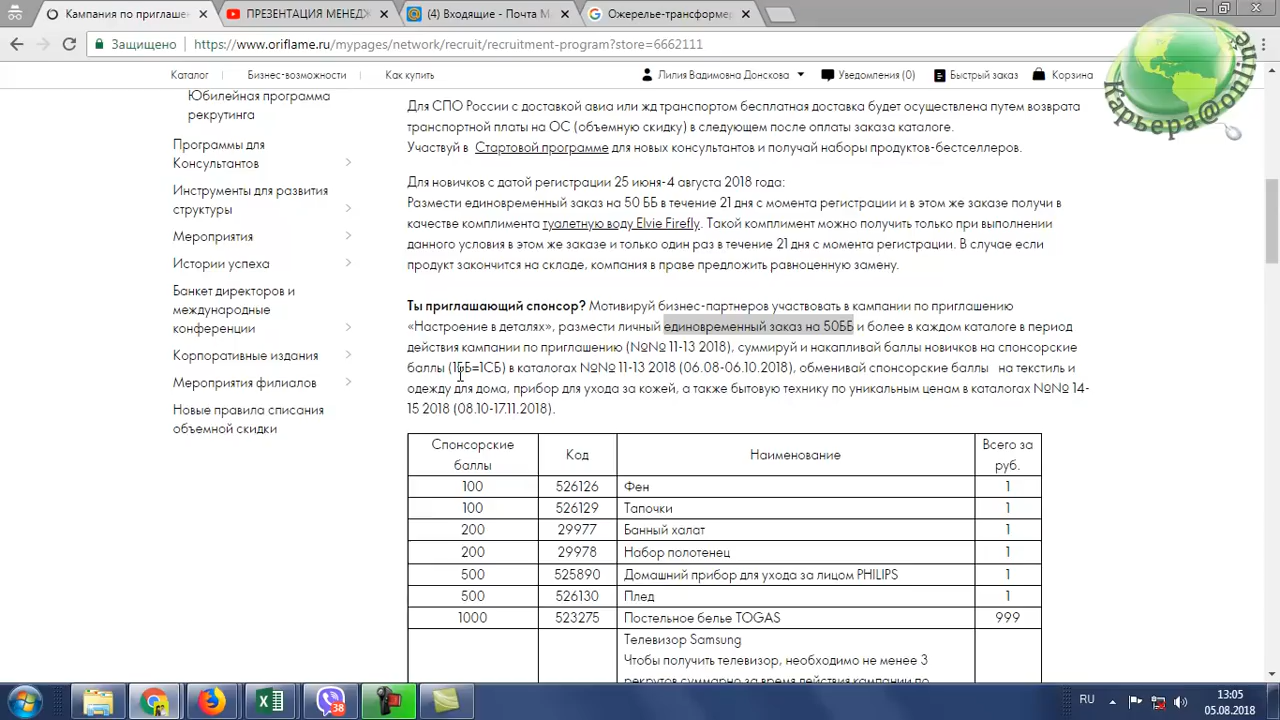 Кампания по приглаше
ПРЕЗЕНТАЦИЯ МЕНЕДЖ
(4) Входящие - Почта М
Ожерелье-трансформе
Защищено
https://www.oriflame.ru/mypages/network/recruit/recruitment-program?store=6662111
Каталог
Бизнес-возможности
Как купить
Лилия Вадимовна Донскова
Уведомления (0)
Быстрый заказ
Корзина
Карьера@online
Юбилейная программа
рекрутинга
Программы для
Консультантов
Инструменты для развития
структуры
Мероприятия
Истории успеха
Банкет директоров и
международные
конференции
Корпоративные издания
Мероприятия филиалов
Новые правила списания
объемной скидки
Для СПО России с доставкой авиа или жд транспортом бесплатная доставка будет осуществлена путем возврата
транспортной платы на ОС (объемную скидку) в следующем после оплаты заказа каталоге.
Участвуй в Стартовой программе для новых консультантов и получай наборы продуктов-бестселлеров.
Для новичков с датой регистрации 25 июня-4 августа 2018 года:
Размести единовременный заказ на 50 ББ в течение 21 дня с момента регистрации и в этом же заказе получи в
качестве комплимента туалетную воду Elvie Firefly. Такой комплимент можно получить только при выполнении
данного условия в этом же заказе и только один раз в течение 21 дня с момента регистрации. В случае если
продукт закончится на складе, компания в праве предложить равноценную замену.
Ты приглашающий спонсор? Мотивируй бизнес-партнеров участвовать в кампании по приглашению
«Настроение в деталях», размести личный единовременный заказ на 50ББ и более в каждом каталоге в период
действия кампании по приглашению (№№ 11-13 2018), суммируй и накапливай баллы новичков на спонсорские
баллы (1ББ=1СБ) в каталогах №№ 11-13 2018 (06.08-06.10.2018), обменивай спонсорские баллы на текстиль и
одежду для дома, прибор для ухода за кожей, а также бытовую технику по уникальным ценам в каталогах №№ 14-
15 2018 (08.10-17.11.2018).
Спонсорские баллы Код Наименование Всего за руб.
100 526126 Фен 1
100 526129 Тапочки 1
200 29977 Банный халат 1
200 29978 Набор полотенец 1
500 525890 Домашний прибор для ухода за лицом PHILIPS 1
500 526130 Плед 1
1000 523275 Постельное белье TOGAS 999
Телевизор Samsung
Чтобы получить телевизор, необходимо не менее 3
рекрутов суммарно за время действия кампании по
38
RU
13:05
05.08.2018